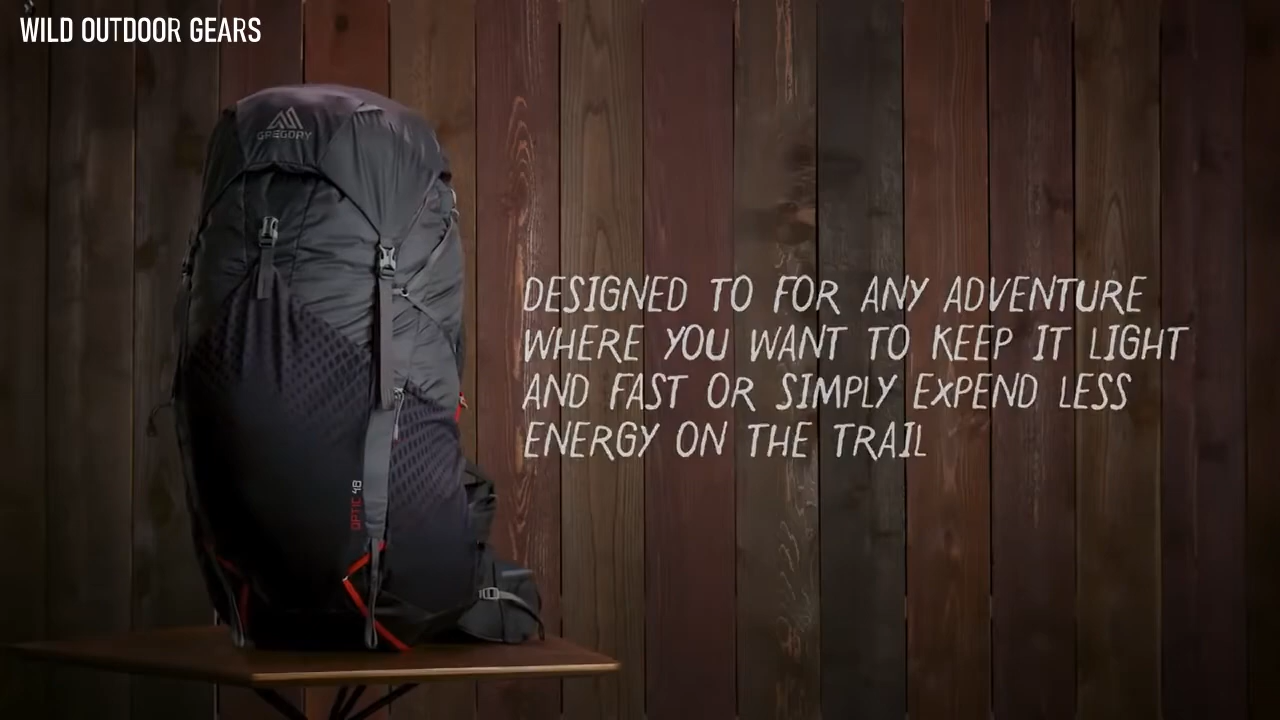 WILD OUTDOOR GEARS
GREGORY
DESIGNED TO FOR ANY ADVENTURE
WHERE YOU WANT TO KEEP IT LIGHT
AND FAST OR SIMPLY EXPEND LESS
ENERGY ON THE TRAIL
OPTIC 48